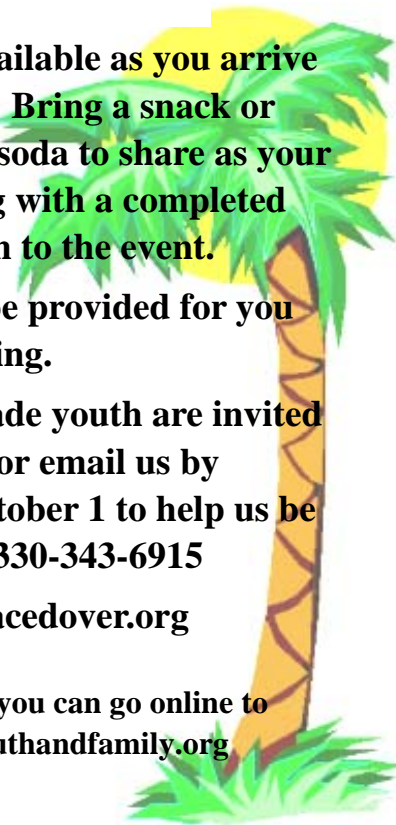 ailable as you arrive
Bring a snack or
soda to share as your
g with a completed
n to the event.
be provided for you
ing.
ade youth are invited
or email us by
tober 1 to help us be
330-343-6915
acedover.org
you can go online to
uthandfamily.org